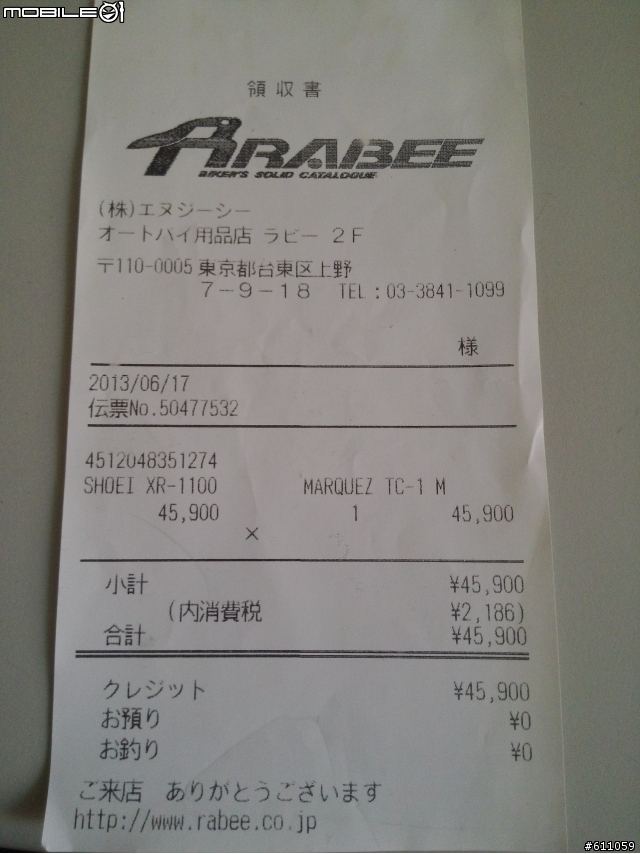 MOBILE01
領収書
RABEE
BIKER'S SOLID CATALOGUE
(株)エヌジーシー
オートバイ用品店 ラビー 2F
〒110-0005 東京都台東区上野
7-9-18 TEL:03-3841-1099
様
2013/06/17
伝票No.50477532
4512048351274
SHOEI XR-1100 MARQUEZ TC-1 M
45,900 1 45,900
×
小計 ¥45,900
(内消費税 ¥2,186)
合計 ¥45,900
クレジット ¥45,900
お預り ¥0
お釣り ¥0
ご来店 ありがとうございます
http://www.rabee.co.jp
#611059